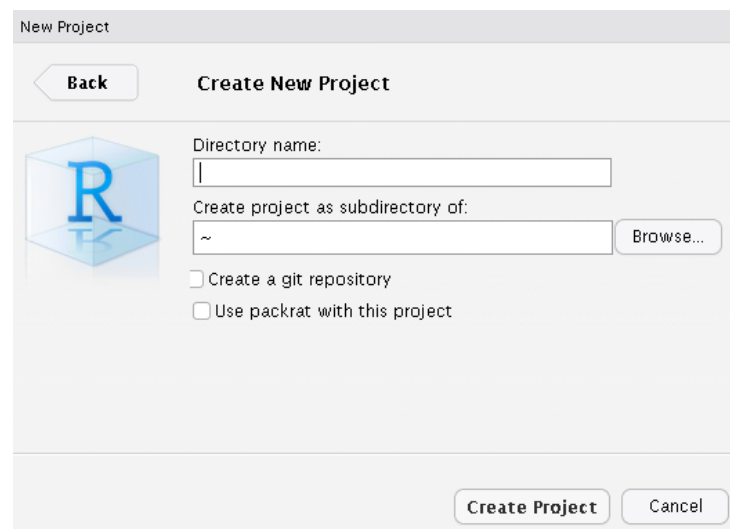 New Project
Back
Create New Project
R
Directory name:
Create project as subdirectory of:
~
Browse...
Create a git repository
Use packrat with this project
Create Project
Cancel